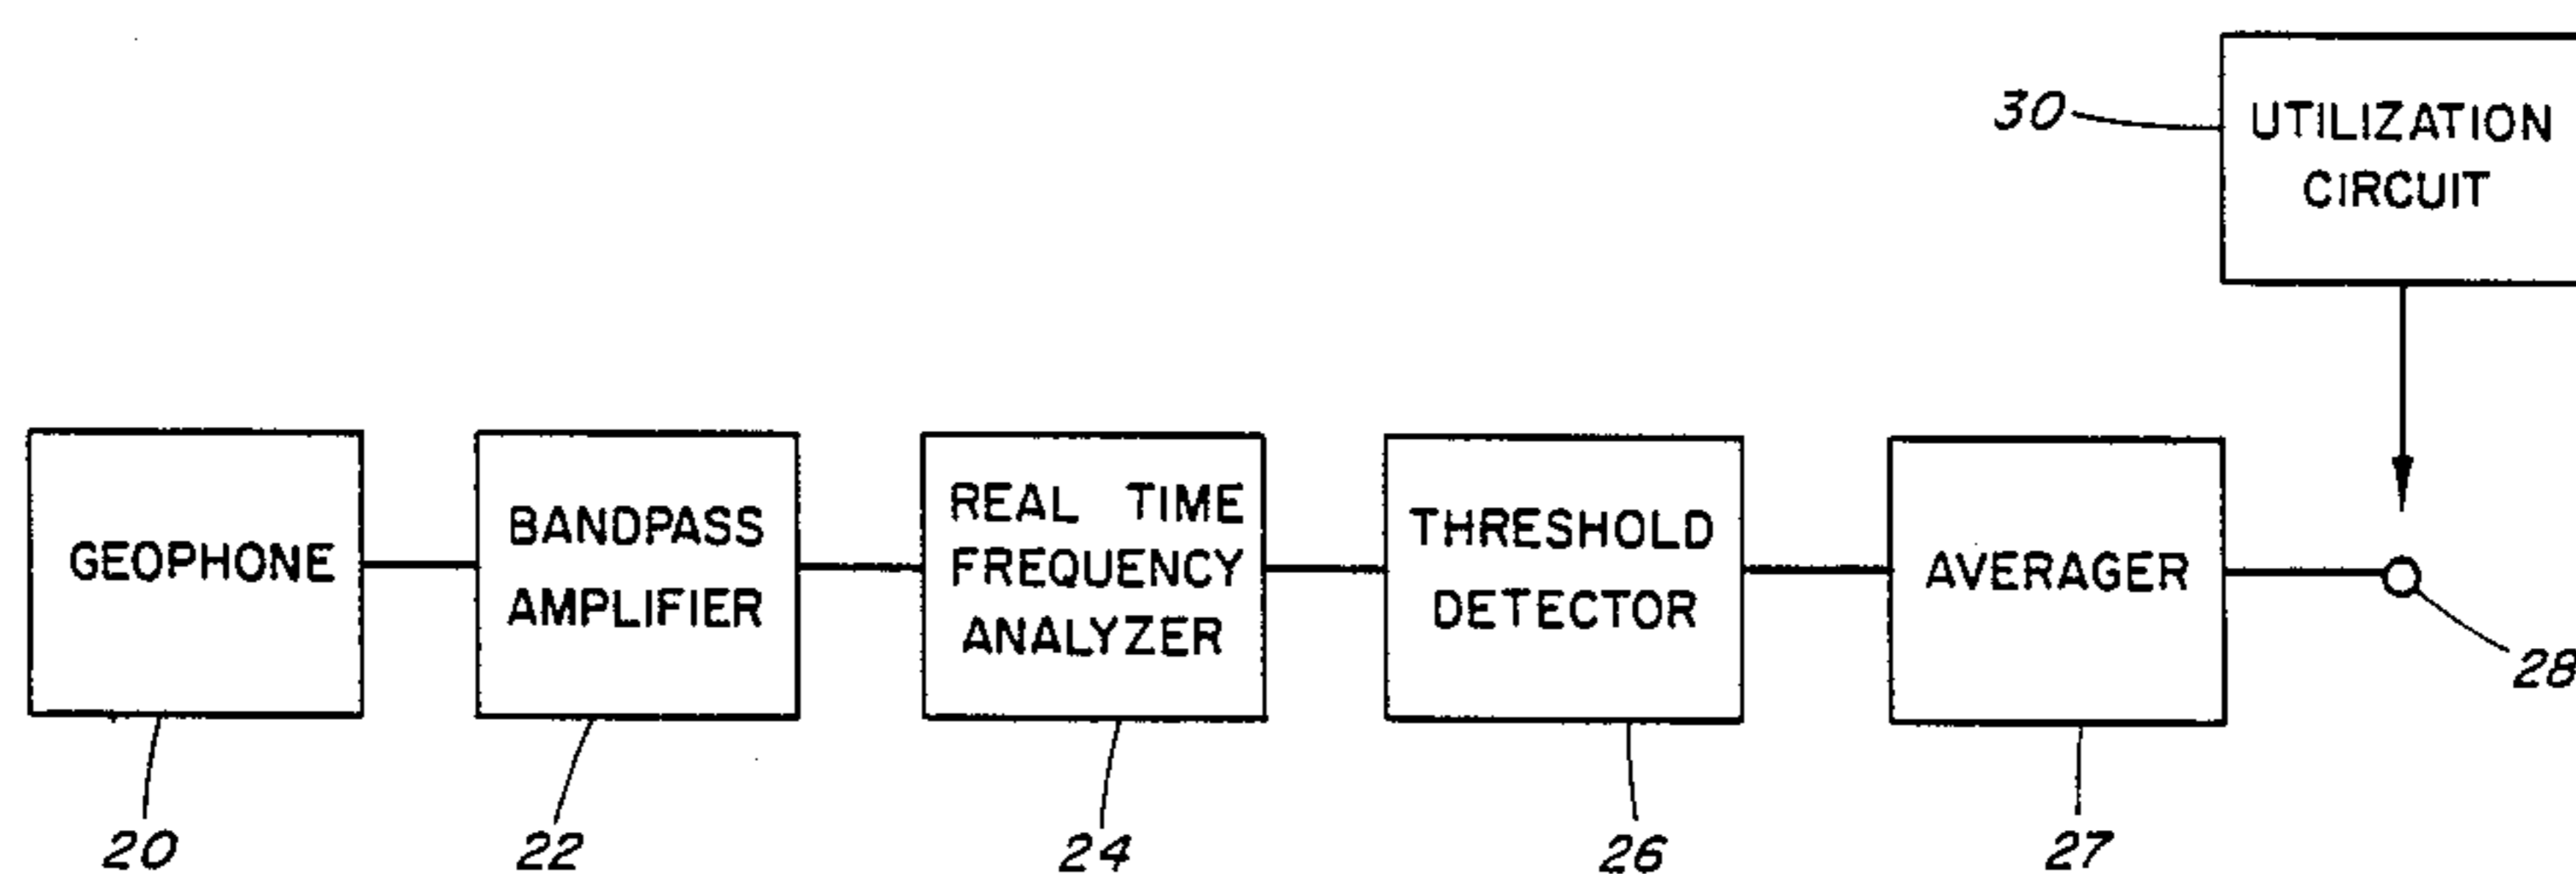 30
UTILIZATION
CIRCUIT
GEOPHONE
BANDPASS
AMPLIFIER
REAL TIME
FREQUENCY
ANALYZER
THRESHOLD
DETECTOR
AVERAGER
28
20
22
24
26
27